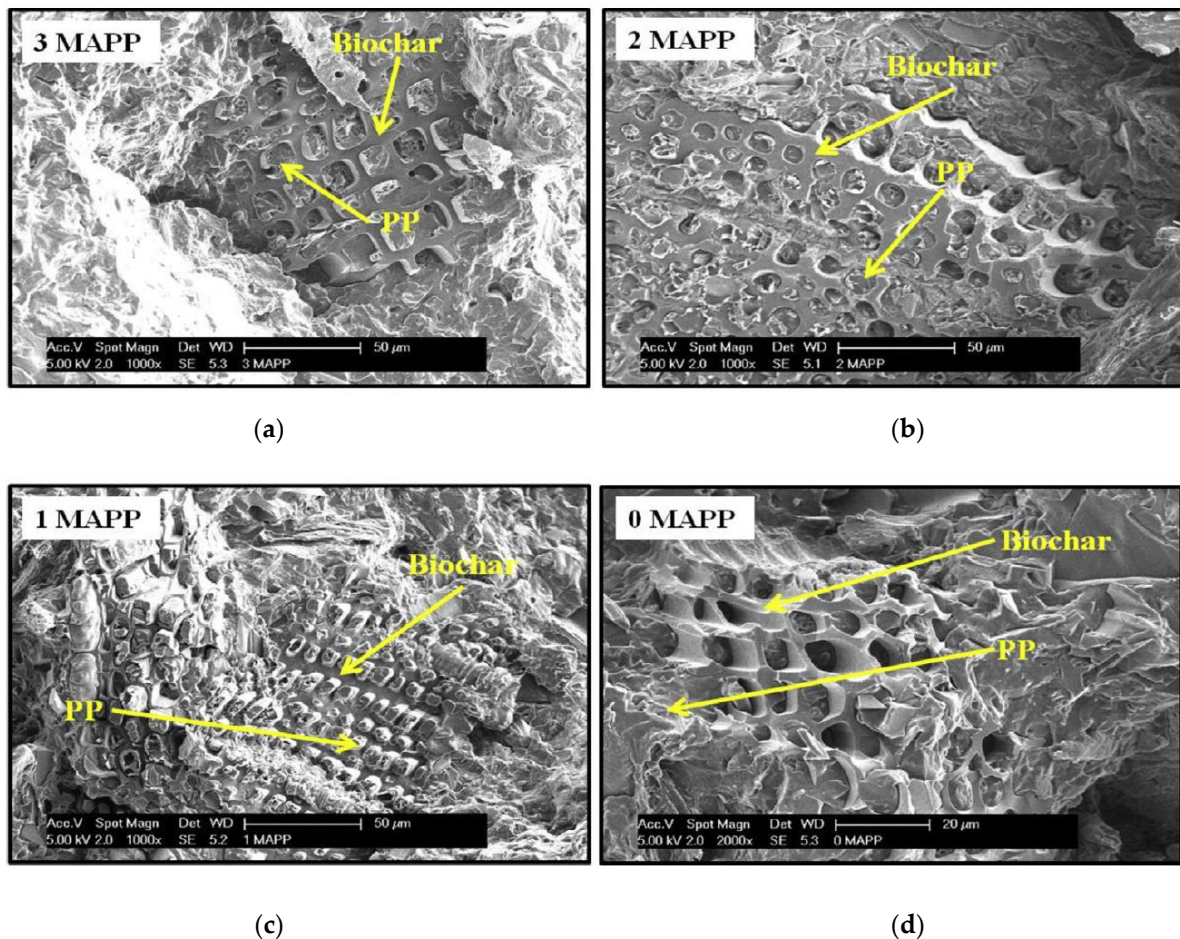 3 MAPP
Biochar
PP
Acc.V Spot Magn Det WD 50 µm
5.00 kV 2.0 1000x SE 5.3 3 MAPP
(a)
2 MAPP
Biochar
PP
Acc.V Spot Magn Det WD 50 µm
5.00 kV 2.0 1000x SE 5.1 2 MAPP
(b)
1 MAPP
Biochar
PP
Acc.V Spot Magn Det WD 50 µm
5.00 kV 2.0 1000x SE 5.2 1 MAPP
(c)
0 MAPP
Biochar
PP
Acc.V Spot Magn Det WD 20 µm
5.00 kV 2.0 2000x SE 5.3 0 MAPP
(d)